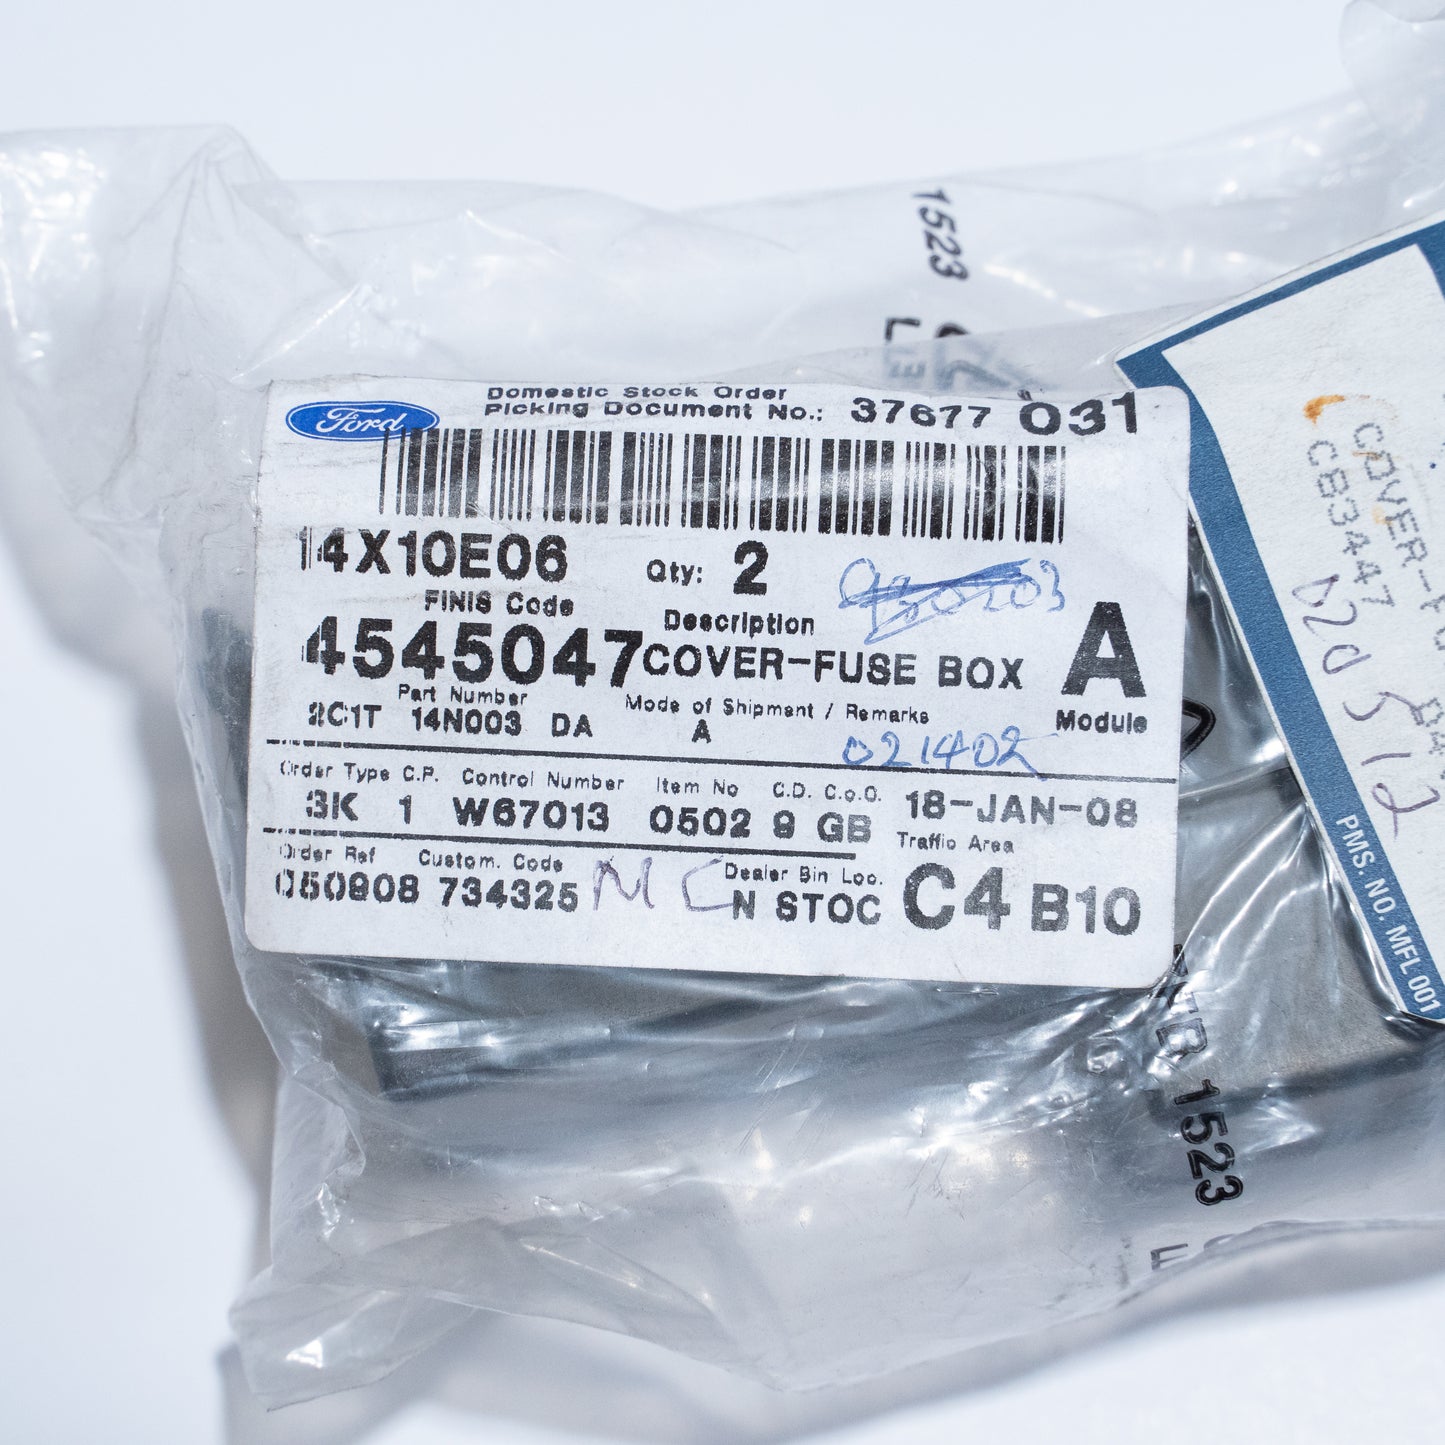 1523
Domestic Stock Order
Ford
Picking Document No.: 37677 031
14X10E06
Qty: 2
FINIS Code
Description
4545047
COVER-FUSE BOX
A
Part Number
Mode of Shipment / Remarks
Module
2C1T 14N003 DA
A
021402
Order Type C.P. Control Number Item No C.D. C.o.O.
3K 1 W67013 0502 9 GB
18-JAN-08
Traffic Area
Order Ref Custom. Code
Dealer Bin Loc.
734325
MC
N STOC
C4 B10
CB3447
PMS. NO. MFL 001
1523